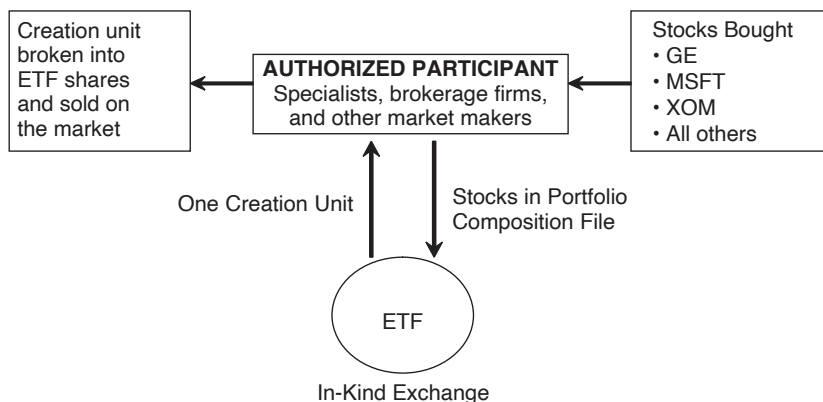 Creation unit
broken into
ETF shares
and sold on
the market
AUTHORIZED PARTICIPANT
Specialists, brokerage firms,
and other market makers
Stocks Bought
• GE
• MSFT
• XOM
• All others
One Creation Unit
Stocks in Portfolio
Composition File
ETF
In-Kind Exchange